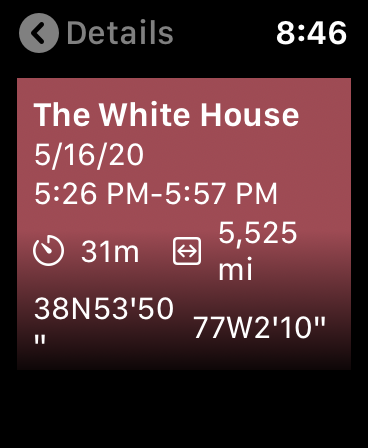 Details 8:46
The White House
5/16/20
5:26 PM-5:57 PM
31m 5,525
mi
38N53'50
" 77W2'10"